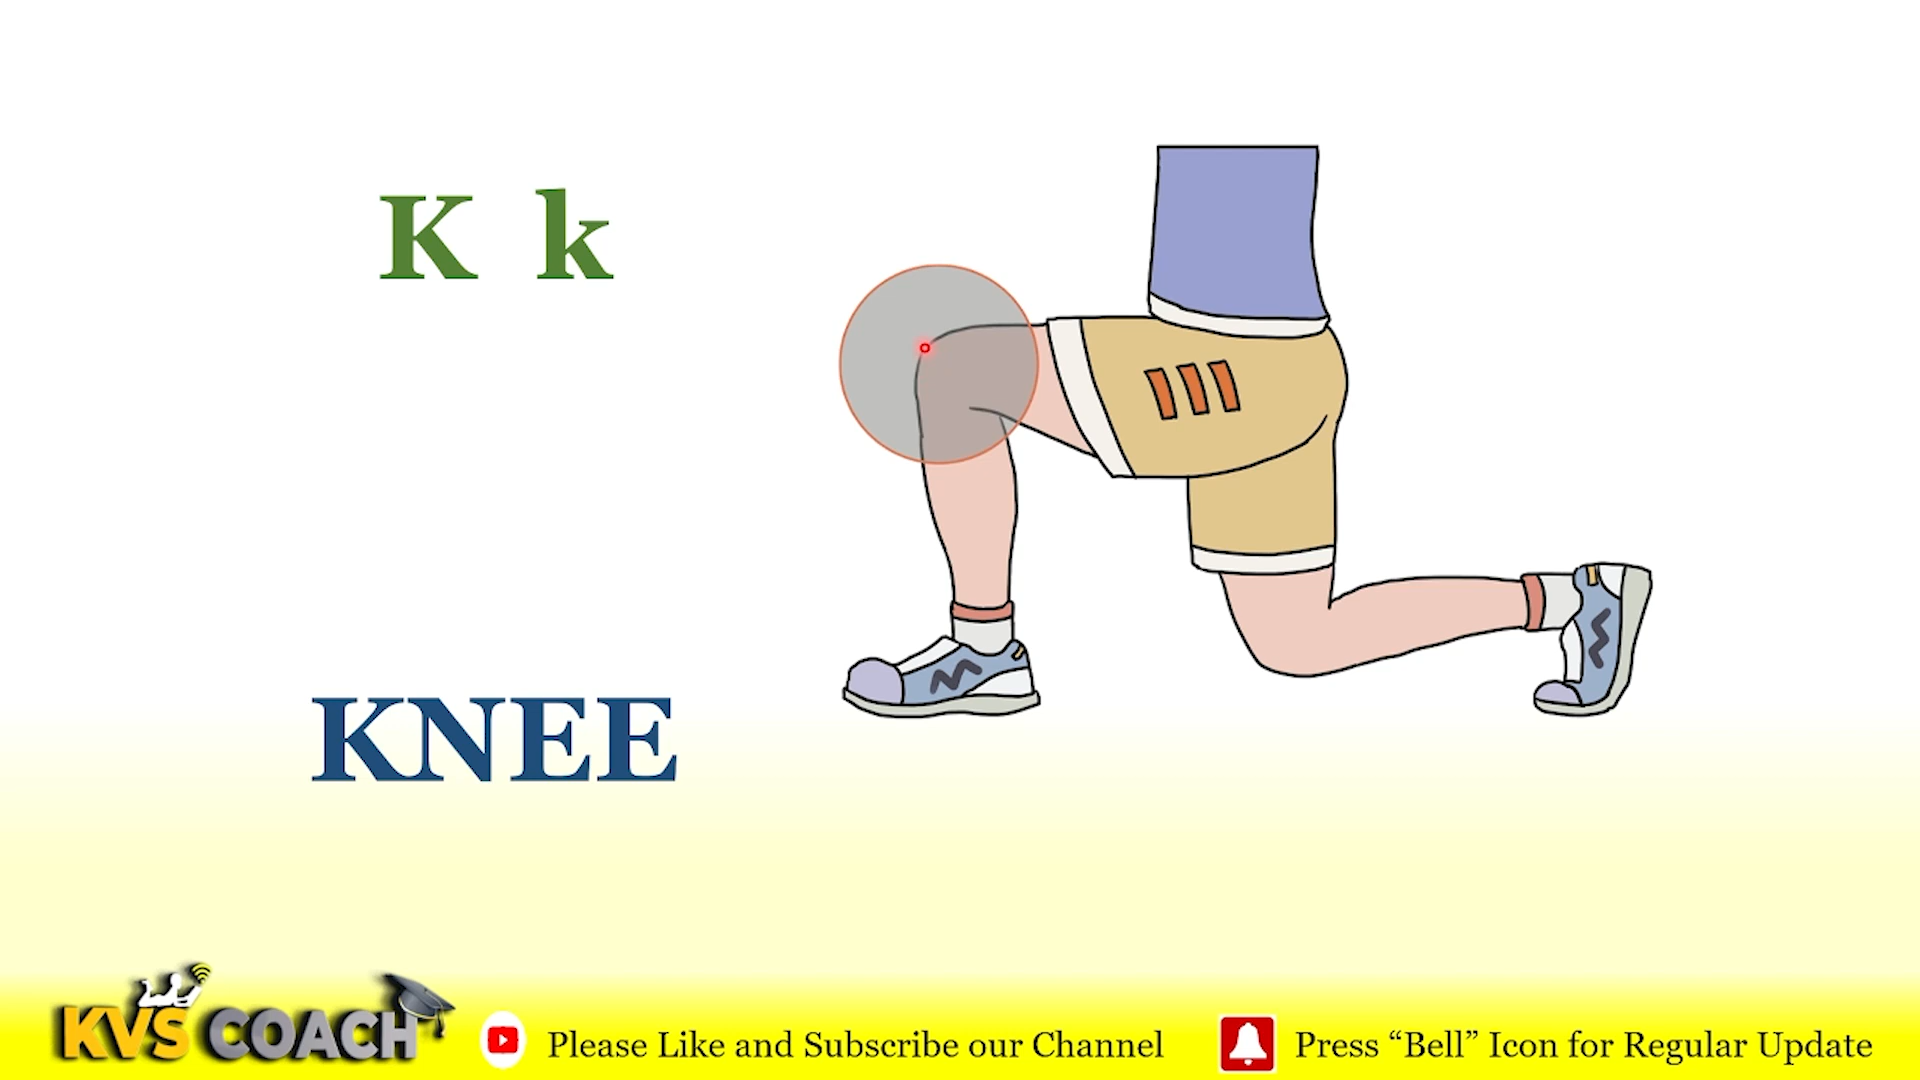 K k
KNEE
KVS COACH
Please Like and Subscribe our Channel
Press “Bell” Icon for Regular Update